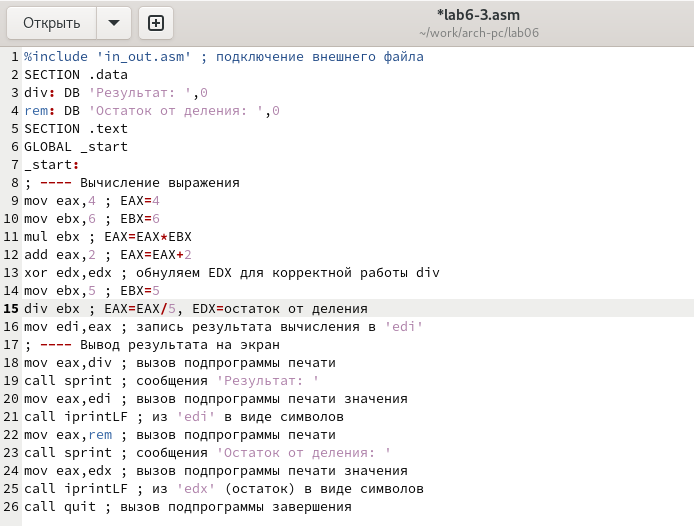 Открыть
*lab6-3.asm
~/work/arch-pc/lab06
1 %include 'in_out.asm' ; подключение внешнего файла
2 SECTION .data
3 div: DB 'Результат: ',0
4 rem: DB 'Остаток от деления: ',0
5 SECTION .text
6 GLOBAL _start
7 _start:
8 ; ---- Вычисление выражения
9 mov eax,4 ; EAX=4
10 mov ebx,6 ; EBX=6
11 mul ebx ; EAX=EAX*EBX
12 add eax,2 ; EAX=EAX+2
13 xor edx,edx ; обнуляем EDX для корректной работы div
14 mov ebx,5 ; EBX=5
15 div ebx ; EAX=EAX/5, EDX=остаток от деления
16 mov edi,eax ; запись результата вычисления в 'edi'
17 ; ---- Вывод результата на экран
18 mov eax,div ; вызов подпрограммы печати
19 call sprint ; сообщения 'Результат: '
20 mov eax,edi ; вызов подпрограммы печати значения
21 call iprintLF ; из 'edi' в виде символов
22 mov eax,rem ; вызов подпрограммы печати
23 call sprint ; сообщения 'Остаток от деления: '
24 mov eax,edx ; вызов подпрограммы печати значения
25 call iprintLF ; из 'edx' (остаток) в виде символов
26 call quit ; вызов подпрограммы завершения